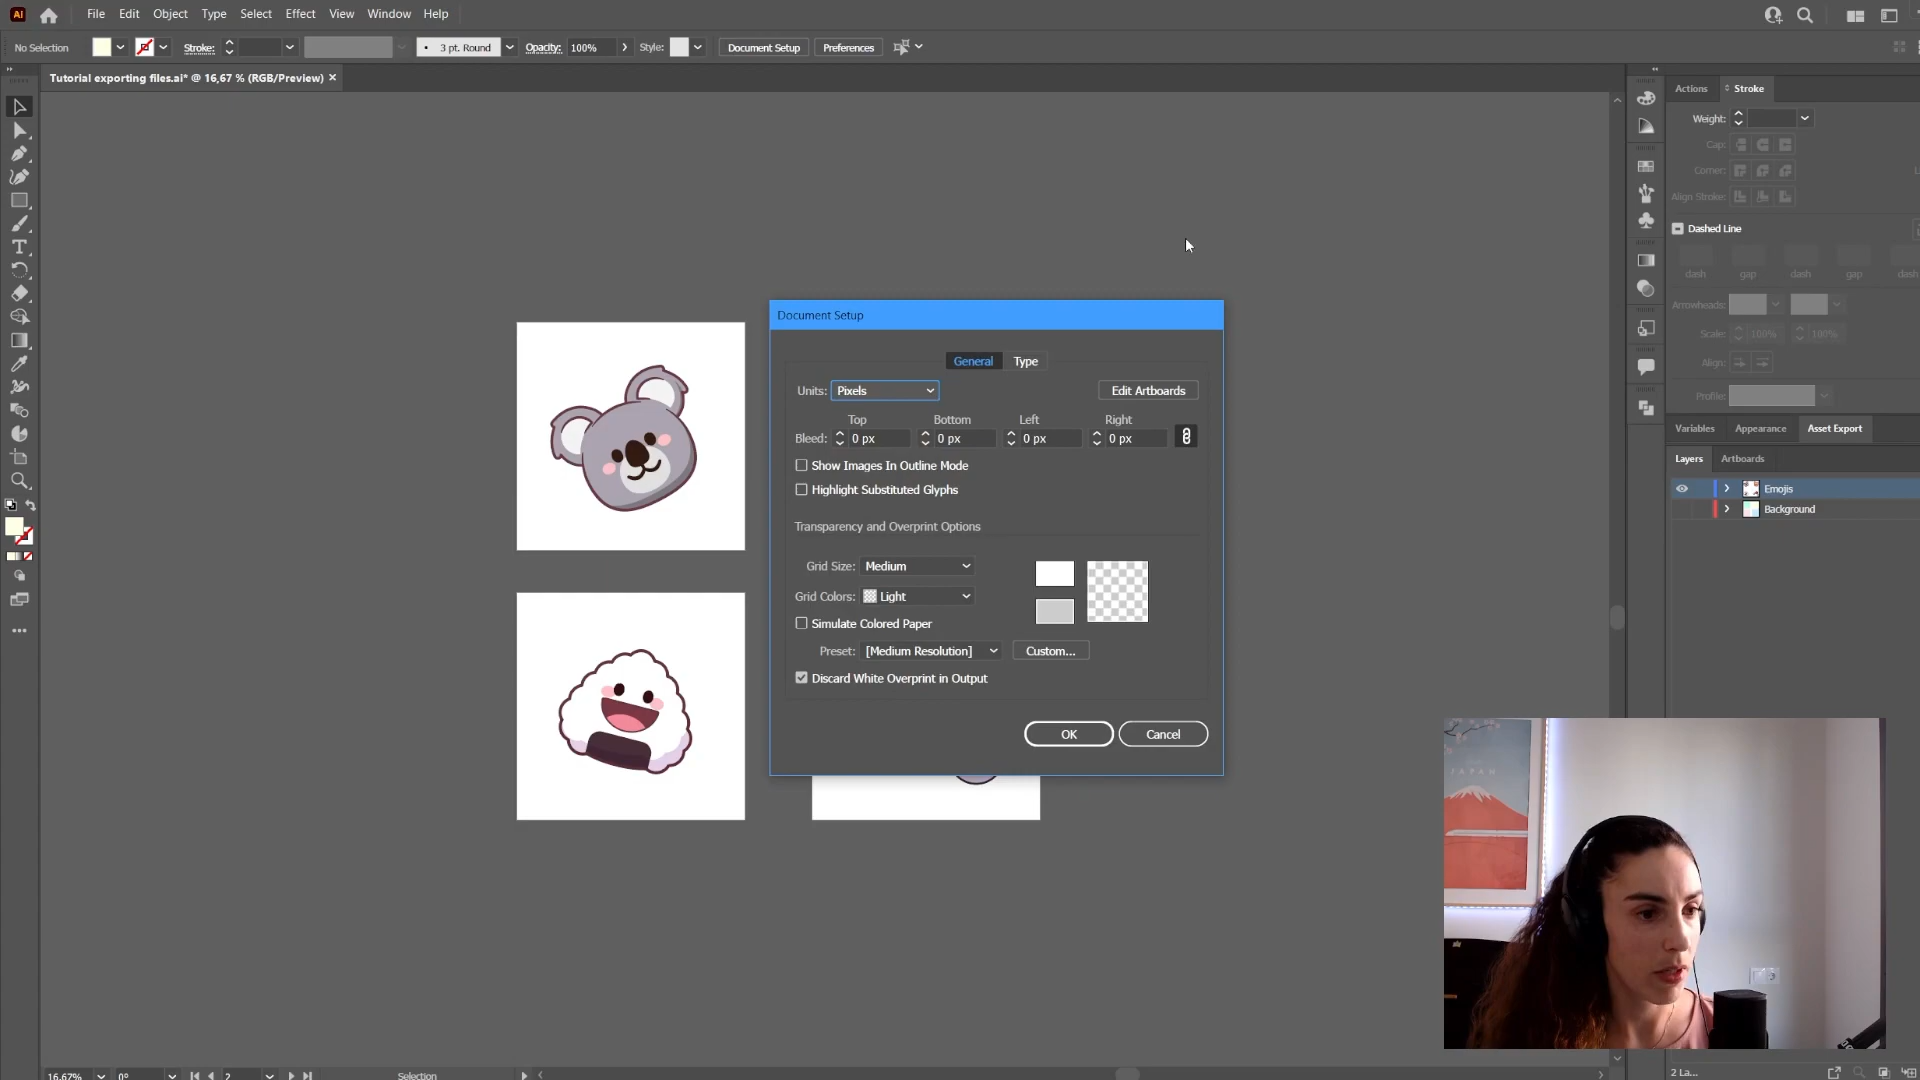 Ai File Edit Object Type Select Effect View Window Help
No Selection Stroke: 3 pt. Round Opacity: 100% Style: Document Setup Preferences
Tutorial exporting files.ai* @ 16,67 % (RGB/Preview) ×
Actions Stroke
Weight:
Cap:
Corner:
Align Stroke:
Dashed Line
dash gap dash gap dash
Arrowheads:
Scale: 100% 100%
Align:
Profile:
Variables Appearance Asset Export
Layers Artboards
Emojis
Background
Document Setup
General Type
Units: Pixels Edit Artboards
Top Bottom Left Right
Bleed: 0 px 0 px 0 px 0 px
Show Images In Outline Mode
Highlight Substituted Glyphs
Transparency and Overprint Options
Grid Size: Medium
Grid Colors: Light
Simulate Colored Paper
Preset: [Medium Resolution] Custom...
Discard White Overprint in Output
OK Cancel
JAPAN
16,67% 0° 2 Selection
2 La...